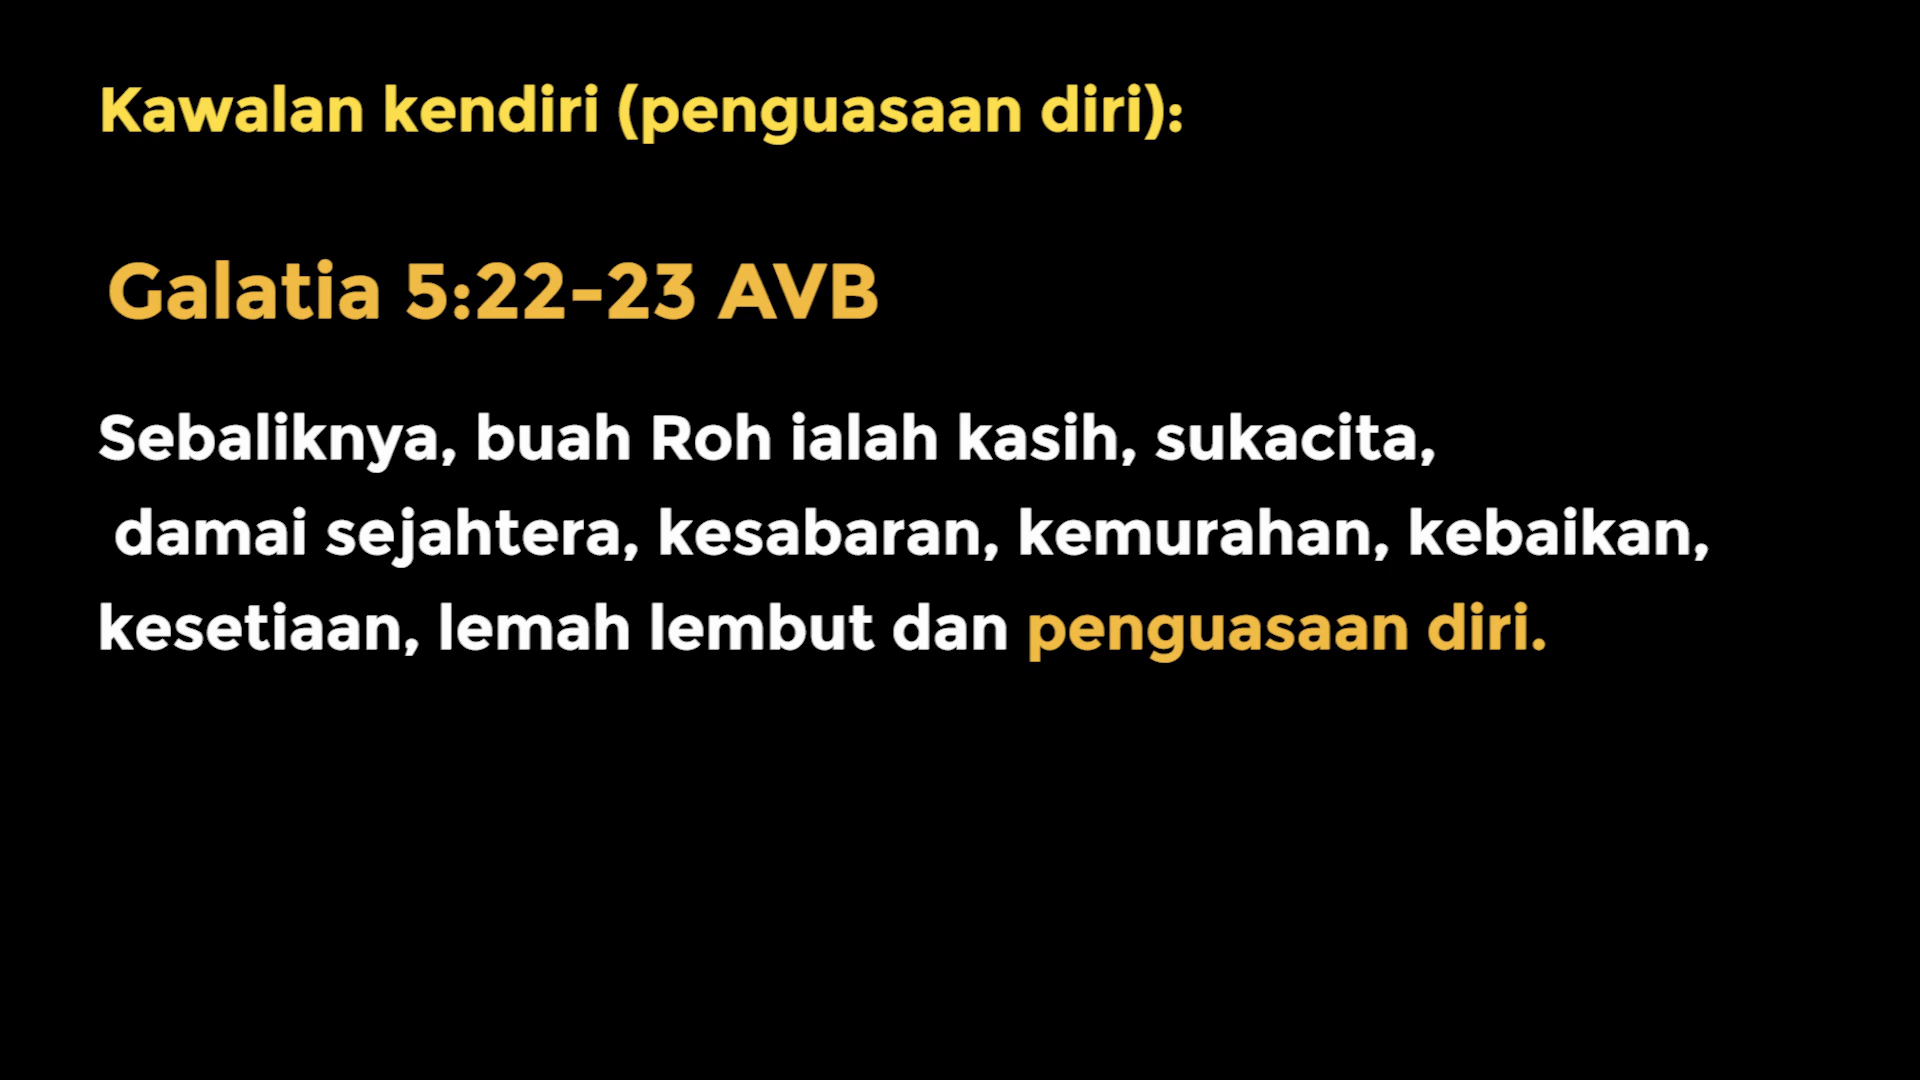 Kawalan kendiri (penguasaan diri):
Galatia 5:22-23 AVB
Sebaliknya, buah Roh ialah kasih, sukacita,
damai sejahtera, kesabaran, kemurahan, kebaikan,
kesetiaan, lemah lembut dan penguasaan diri.